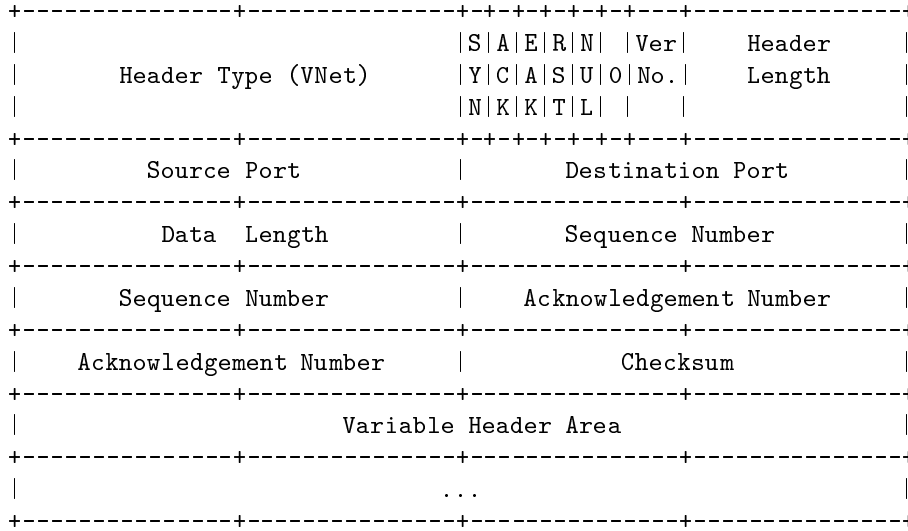 |S|A|E|R|N| |Ver| Header
Header Type (VNet) |Y|C|A|S|U|0|No.| Length
|N|K|K|T|L| | |
Source Port | Destination Port
Data Length | Sequence Number
Sequence Number | Acknowledgement Number
Acknowledgement Number | Checksum
Variable Header Area
...